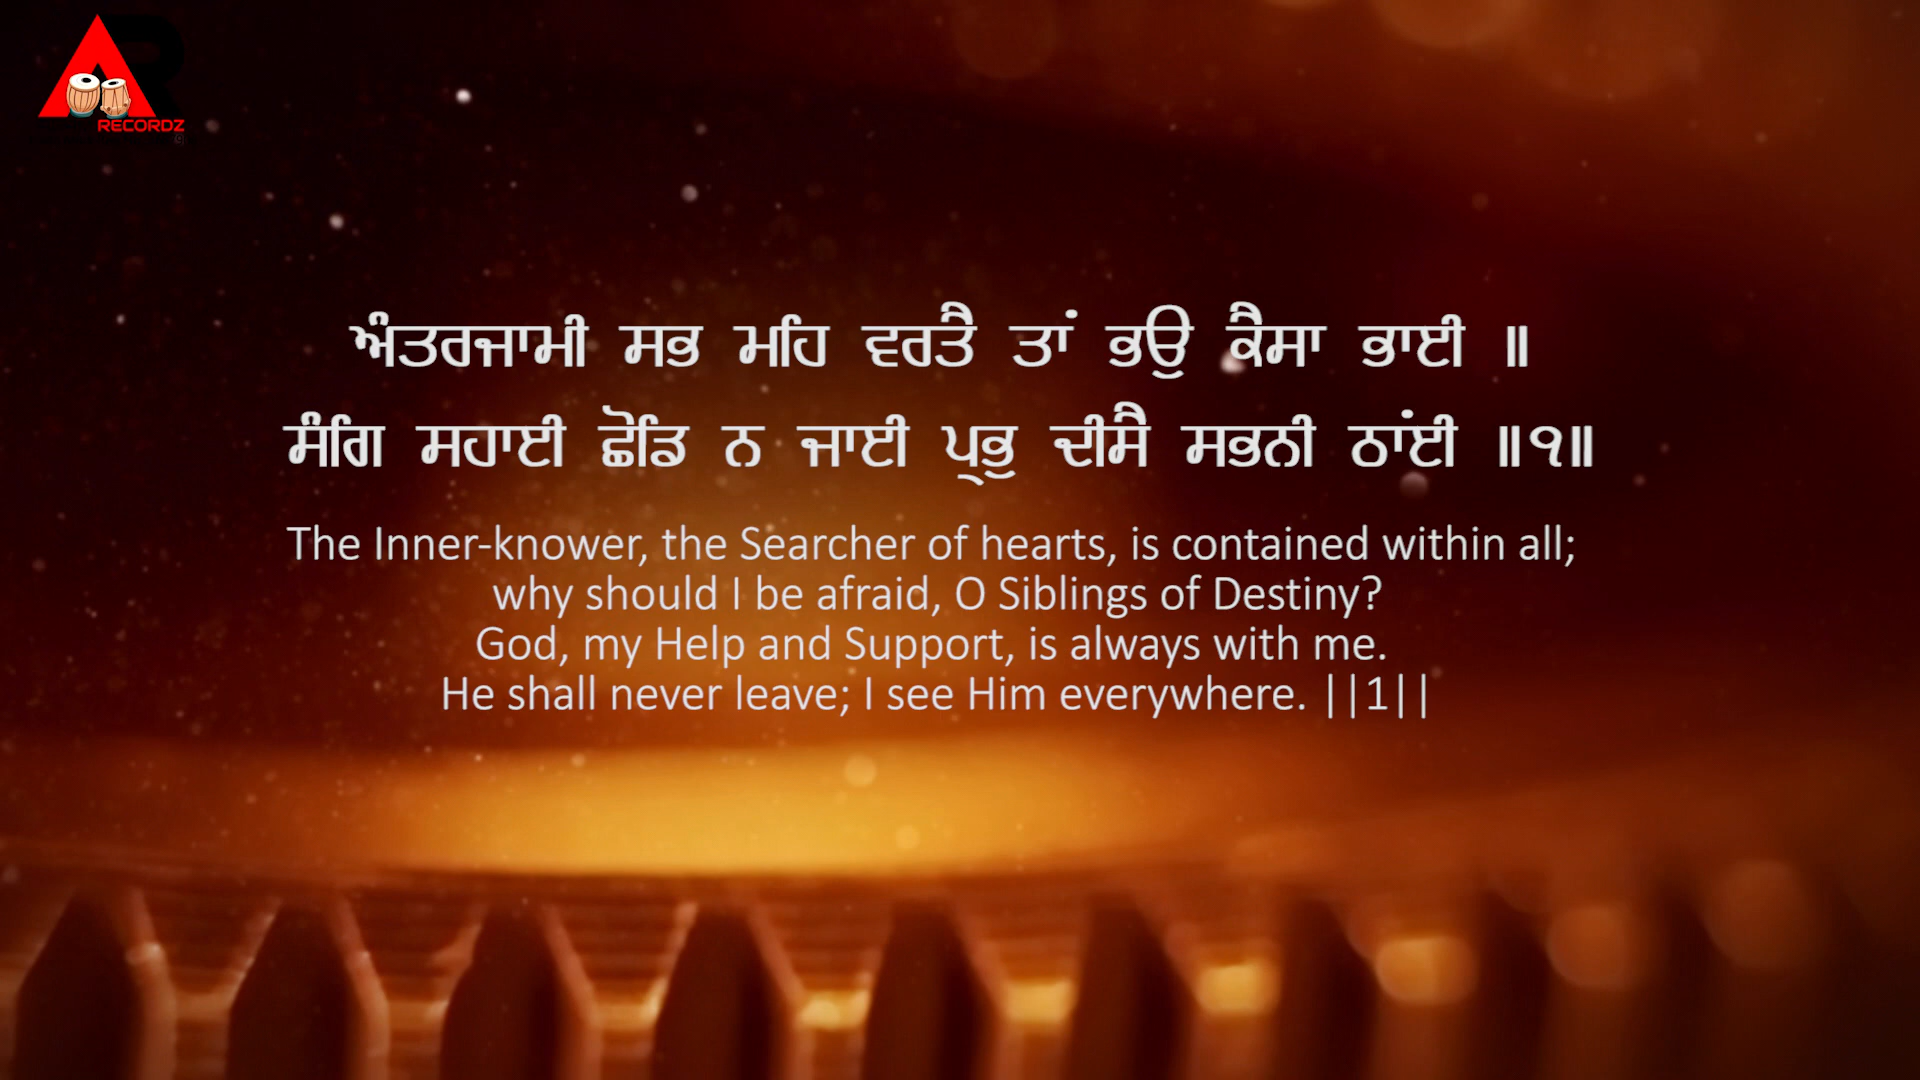 RECORDZ
ਅੰਤਰਜਾਮੀ ਸਭ ਮਹਿ ਵਰਤੈ ਤਾਂ ਭਉ ਕੈਸਾ ਭਾਈ ॥
ਸੰਗਿ ਸਹਾਈ ਛੋਡਿ ਨ ਜਾਈ ਪ੍ਰਭੁ ਦੀਸੈ ਸਭਨੀ ਠਾਂਈ ॥੧॥
The Inner-knower, the Searcher of hearts, is contained within all;
why should I be afraid, O Siblings of Destiny?
God, my Help and Support, is always with me.
He shall never leave; I see Him everywhere. ||1||